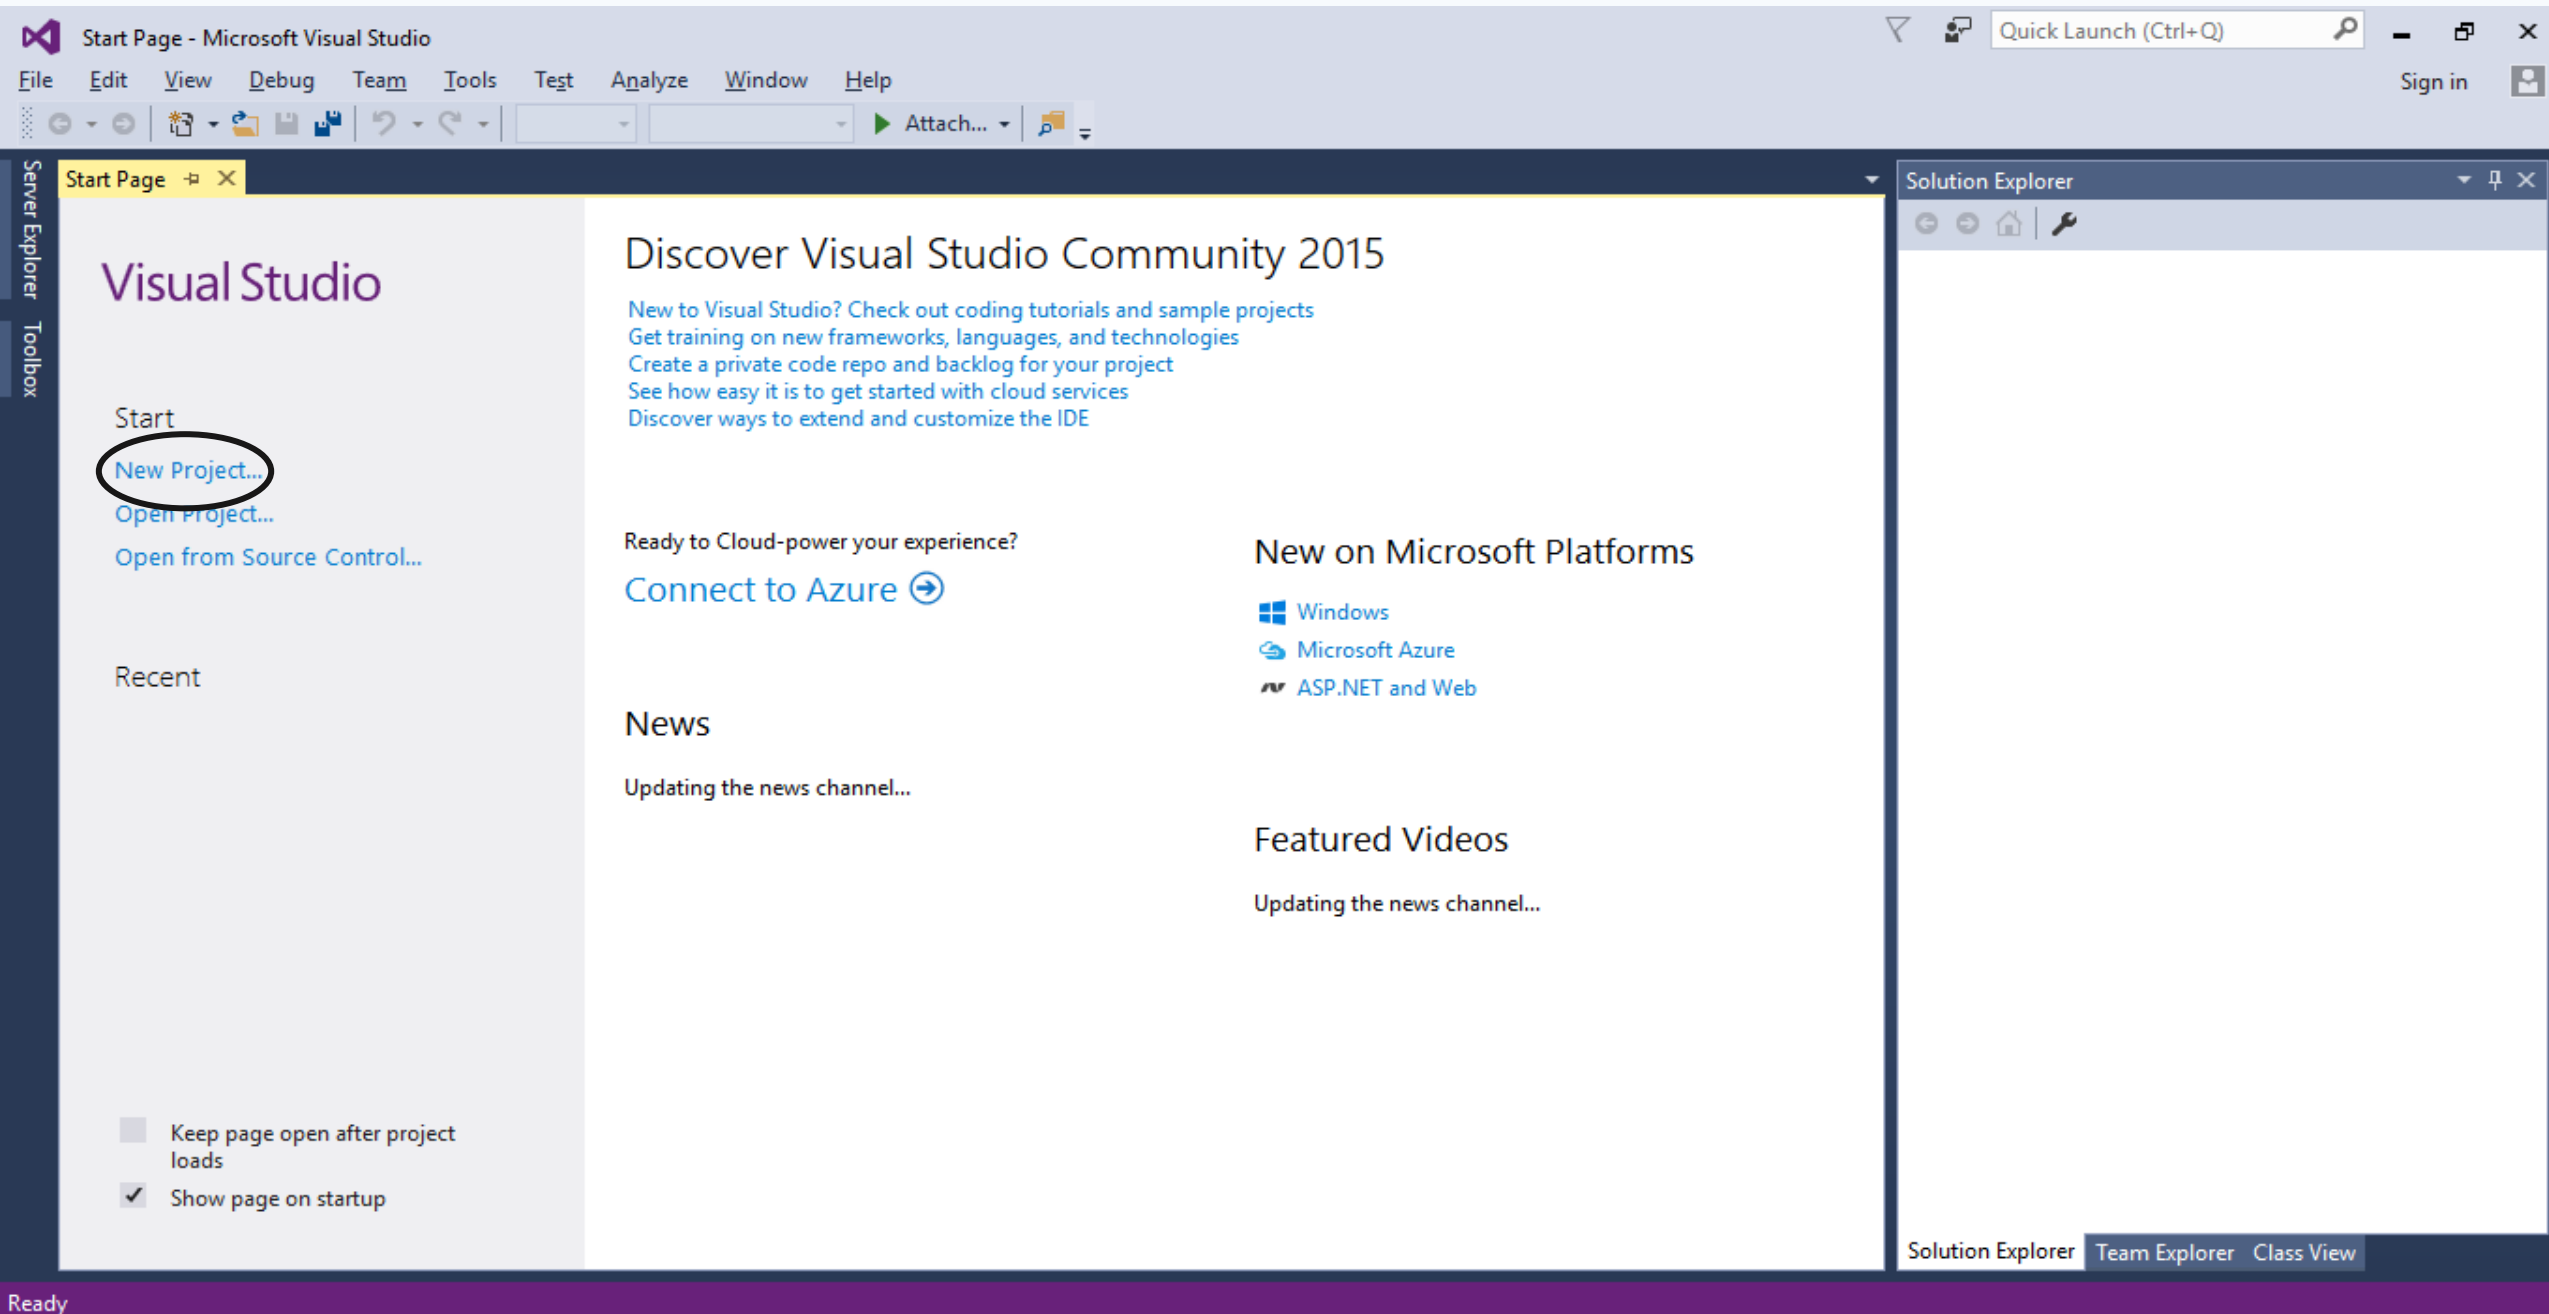 Start Page - Microsoft Visual Studio
Quick Launch (Ctrl+Q)
File Edit View Debug Team Tools Test Analyze Window Help
Sign in
Attach...
Server Explorer
Toolbox
Start Page
Visual Studio
Start
New Project...
Open Project...
Open from Source Control...
Recent
Keep page open after project
loads
Show page on startup
Discover Visual Studio Community 2015
New to Visual Studio? Check out coding tutorials and sample projects
Get training on new frameworks, languages, and technologies
Create a private code repo and backlog for your project
See how easy it is to get started with cloud services
Discover ways to extend and customize the IDE
Ready to Cloud-power your experience?
Connect to Azure
News
Updating the news channel...
New on Microsoft Platforms
Windows
Microsoft Azure
ASP.NET and Web
Featured Videos
Updating the news channel...
Solution Explorer
Solution Explorer Team Explorer Class View
Ready